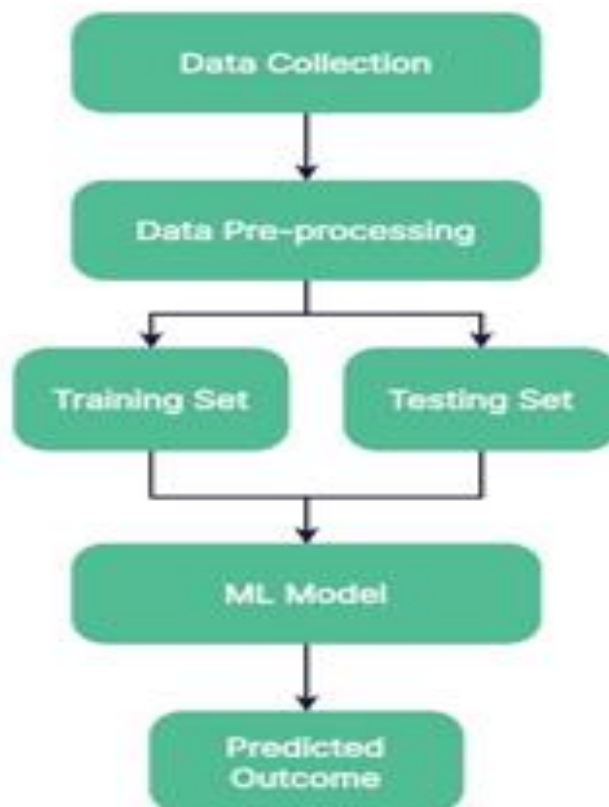 Data Collection
Data Pre-processing
Training Set
Testing Set
ML Model
Predicted
Outcome